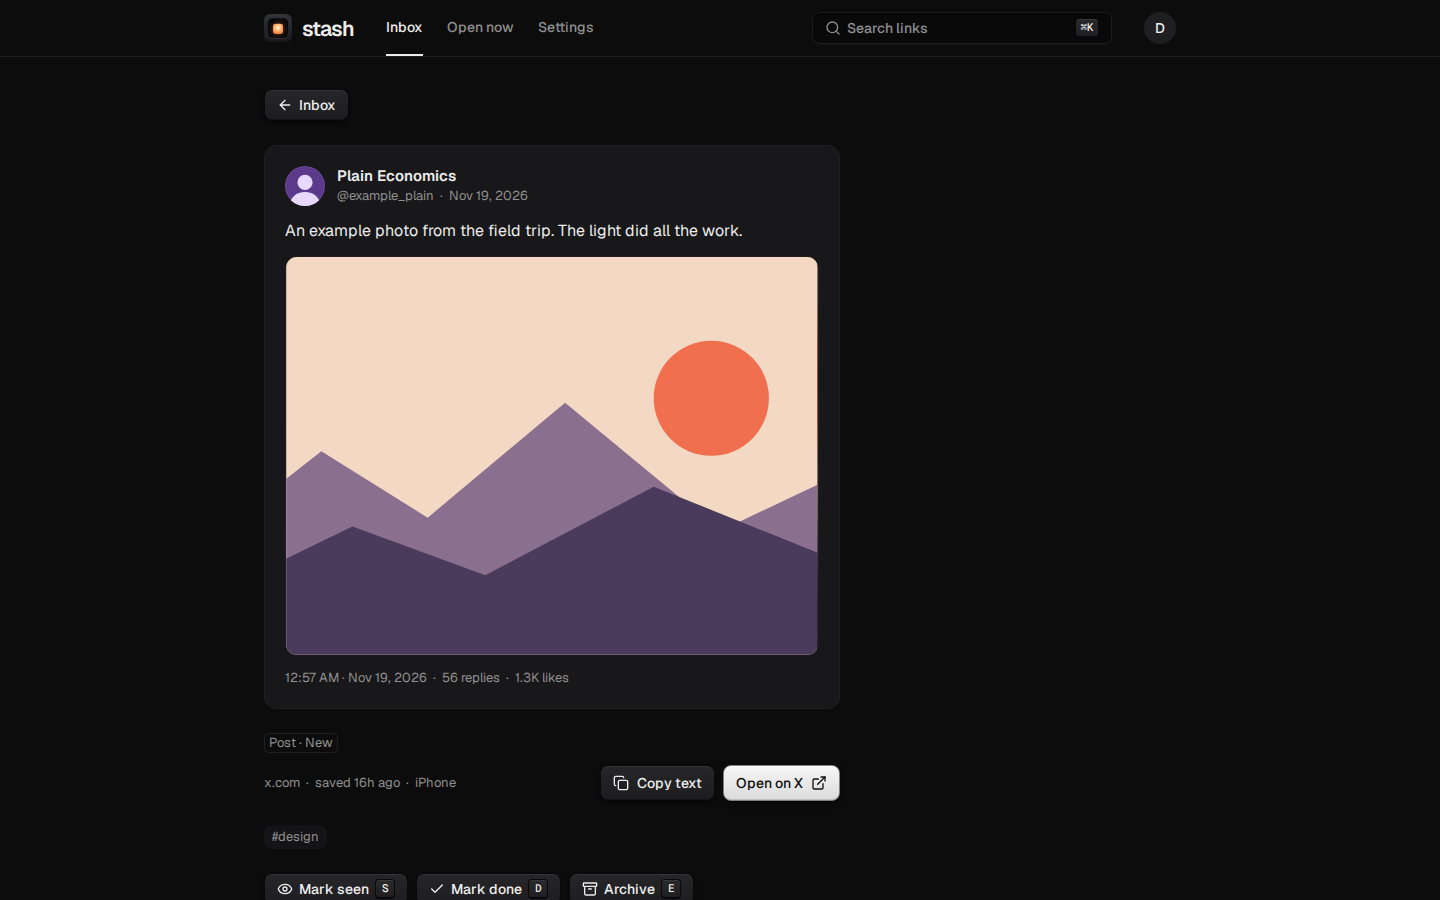 stash
Inbox
Open now
Settings
Search links
⌘K
D
Inbox
Plain Economics
@example_plain · Nov 19, 2026
An example photo from the field trip. The light did all the work.
12:57 AM · Nov 19, 2026 · 56 replies · 1.3K likes
Post · New
x.com · saved 16h ago · iPhone
Copy text
Open on X
#design
Mark seen S
Mark done D
Archive E